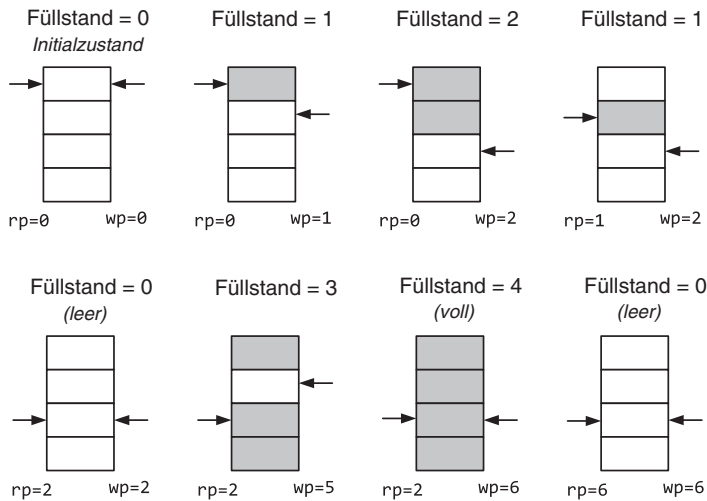 Füllstand = 0 Füllstand = 1 Füllstand = 2 Füllstand = 1
Initialzustand
rp=0 wp=0 rp=0 wp=1 rp=0 wp=2 rp=1 wp=2
Füllstand = 0 Füllstand = 3 Füllstand = 4 Füllstand = 0
(leer) (voll) (leer)
rp=2 wp=2 rp=2 wp=5 rp=2 wp=6 rp=6 wp=6